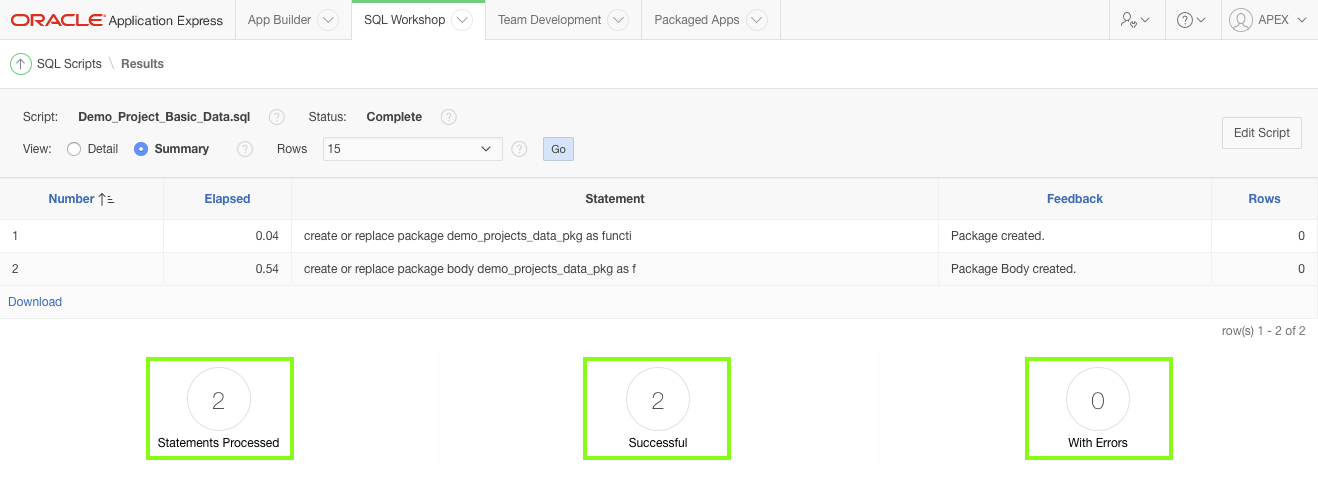 ORACLE Application Express App Builder SQL Workshop Team Development Packaged Apps ? APEX
SQL Scripts \ Results
Script: Demo_Project_Basic_Data.sql ? Status: Complete ?
Edit Script
View: Detail Summary ? Rows 15 ? Go
Number Elapsed Statement Feedback Rows
1 0.04 create or replace package demo_projects_data_pkg as functi Package created. 0
2 0.54 create or replace package body demo_projects_data_pkg as f Package Body created. 0
Download
row(s) 1 - 2 of 2
2 2 0
Statements Processed Successful With Errors